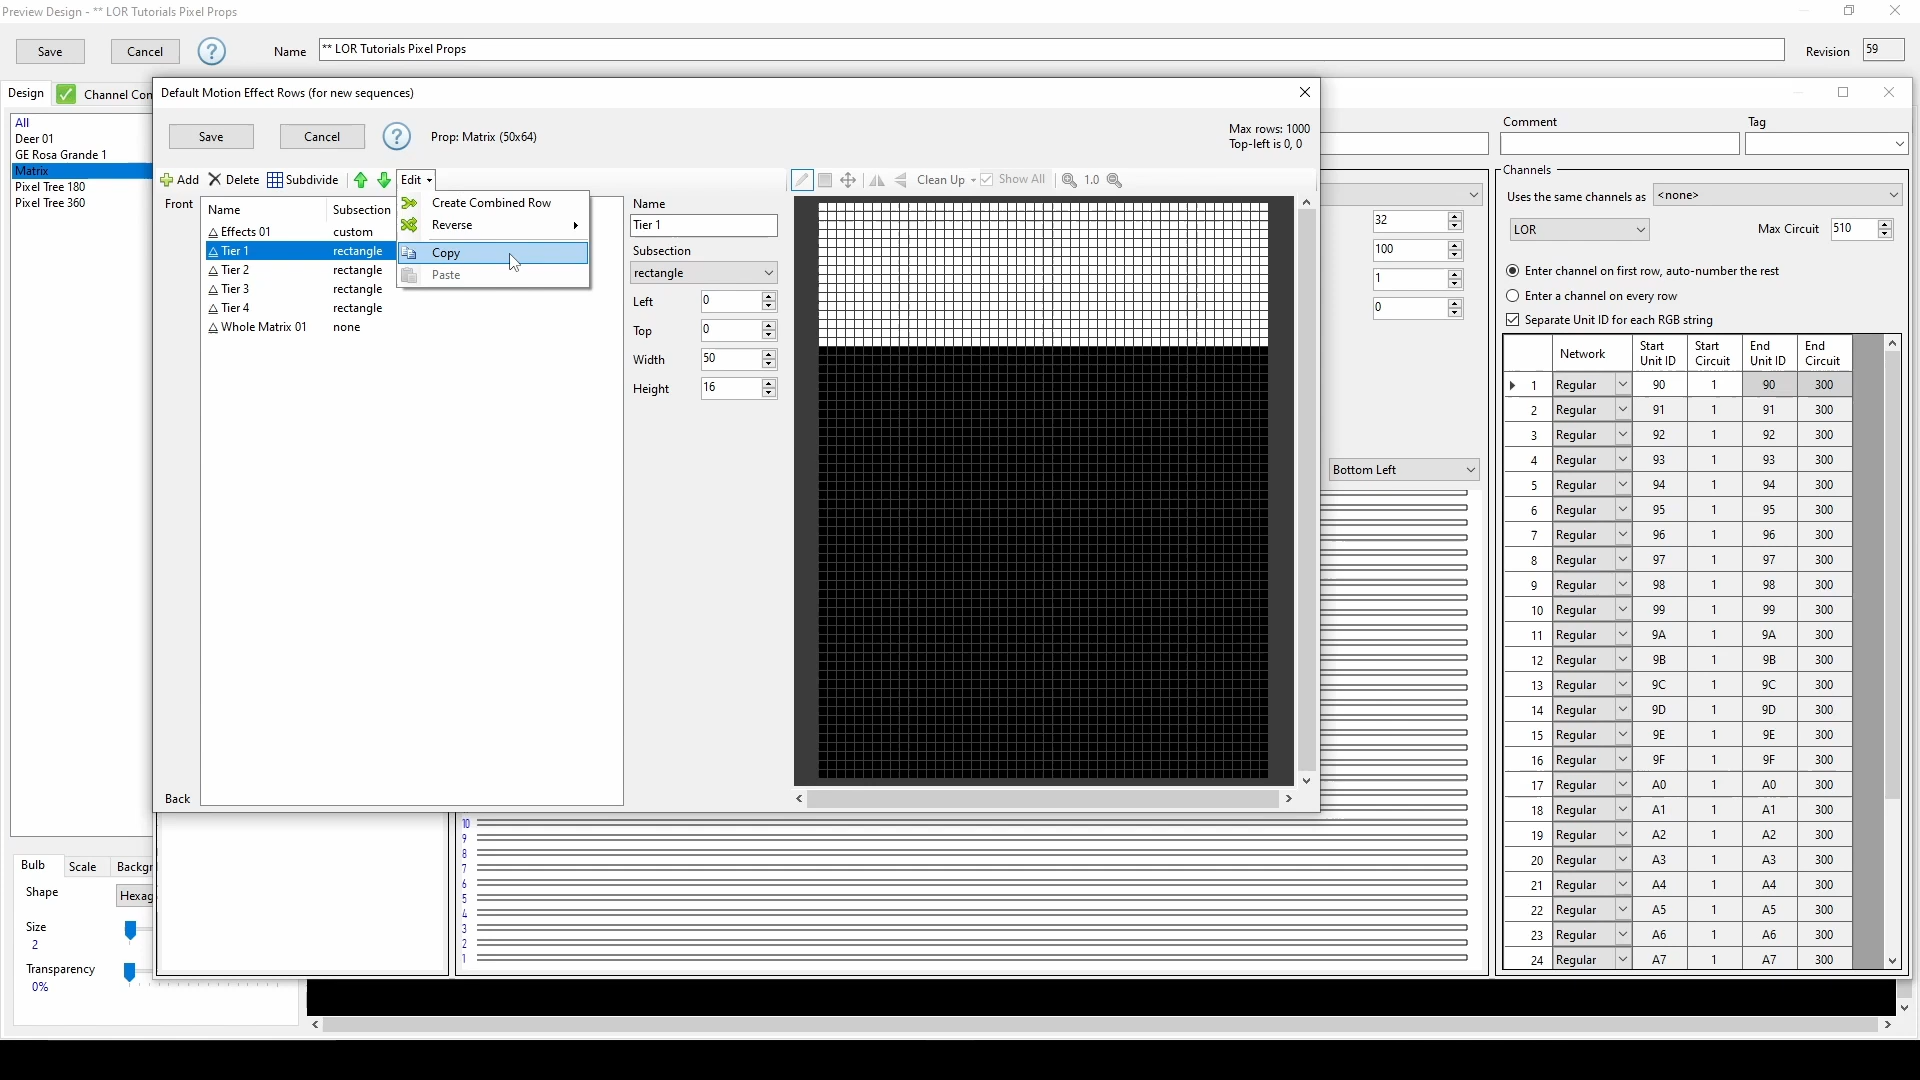 Preview Design - ** LOR Tutorials Pixel Props
Save
Cancel
?
Name
** LOR Tutorials Pixel Props
Revision
59
Design
Channel Con
All
Deer 01
GE Rosa Grande 1
Matrix
Pixel Tree 180
Pixel Tree 360
Default Motion Effect Rows (for new sequences)
Save
Cancel
?
Prop: Matrix (50x64)
Max rows: 1000
Top-left is 0, 0
Add
Delete
Subdivide
Edit
Front
Name
Subsection
Effects 01 custom
Tier 1 rectangle
Tier 2 rectangle
Tier 3 rectangle
Tier 4 rectangle
Whole Matrix 01 none
Back
Create Combined Row
Reverse
Copy
Paste
Name
Tier 1
Subsection
rectangle
Left 0
Top 0
Width 50
Height 16
Clean Up
Show All
1.0
32
100
1
0
Bottom Left
10
9
8
7
6
5
4
3
2
1
Comment
Tag
Channels
Uses the same channels as <none>
LOR
Max Circuit 510
Enter channel on first row, auto-number the rest
Enter a channel on every row
Separate Unit ID for each RGB string
Network
Start Unit ID
Start Circuit
End Unit ID
End Circuit
1 Regular 90 1 90 300
2 Regular 91 1 91 300
3 Regular 92 1 92 300
4 Regular 93 1 93 300
5 Regular 94 1 94 300
6 Regular 95 1 95 300
7 Regular 96 1 96 300
8 Regular 97 1 97 300
9 Regular 98 1 98 300
10 Regular 99 1 99 300
11 Regular 9A 1 9A 300
12 Regular 9B 1 9B 300
13 Regular 9C 1 9C 300
14 Regular 9D 1 9D 300
15 Regular 9E 1 9E 300
16 Regular 9F 1 9F 300
17 Regular A0 1 A0 300
18 Regular A1 1 A1 300
19 Regular A2 1 A2 300
20 Regular A3 1 A3 300
21 Regular A4 1 A4 300
22 Regular A5 1 A5 300
23 Regular A6 1 A6 300
24 Regular A7 1 A7 300
Bulb
Scale
Backgr
Shape
Hexag
Size
2
Transparency
0%